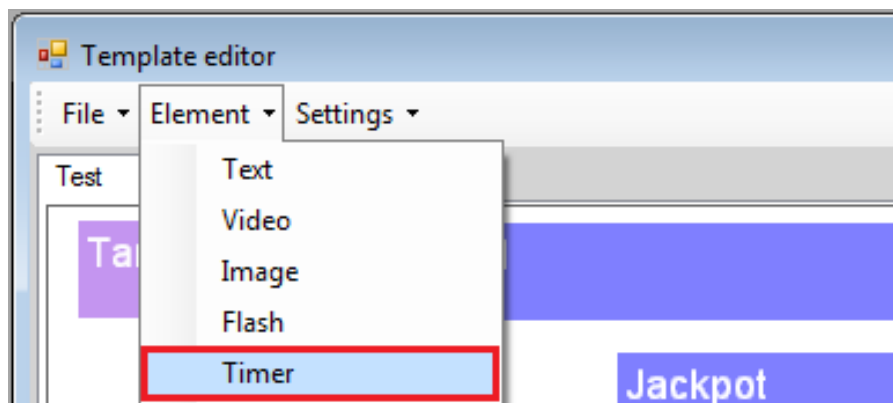 Template editor
File Element Settings
Test
Text
Video
Image
Flash
Timer
Jackpot